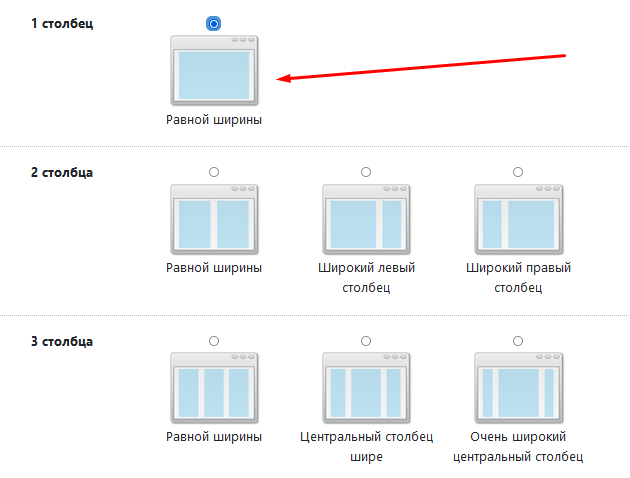 1 столбец
Равной ширины
2 столбца
Равной ширины
Широкий левый
столбец
Широкий правый
столбец
3 столбца
Равной ширины
Центральный столбец
шире
Очень широкий
центральный столбец